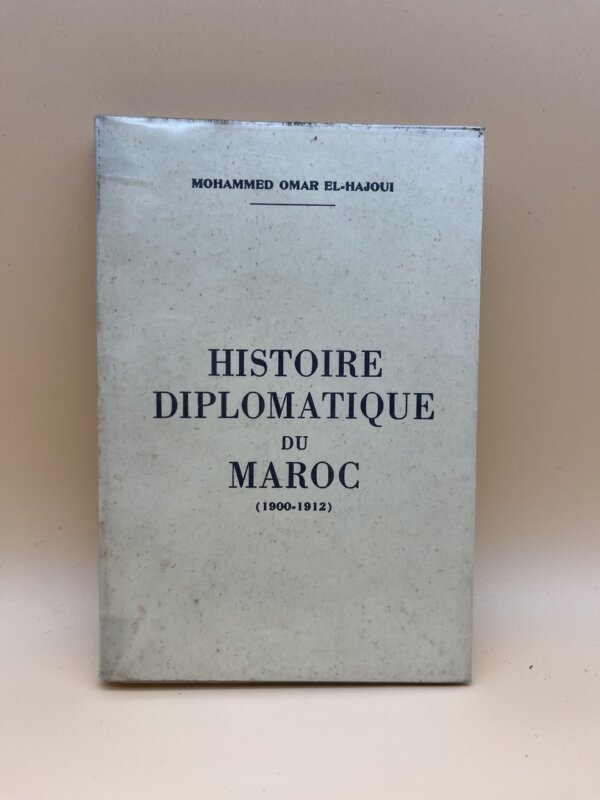 MOHAMMED OMAR EL-HAJOUI
HISTOIRE
DIPLOMATIQUE
DU
MAROC
(1900-1912)